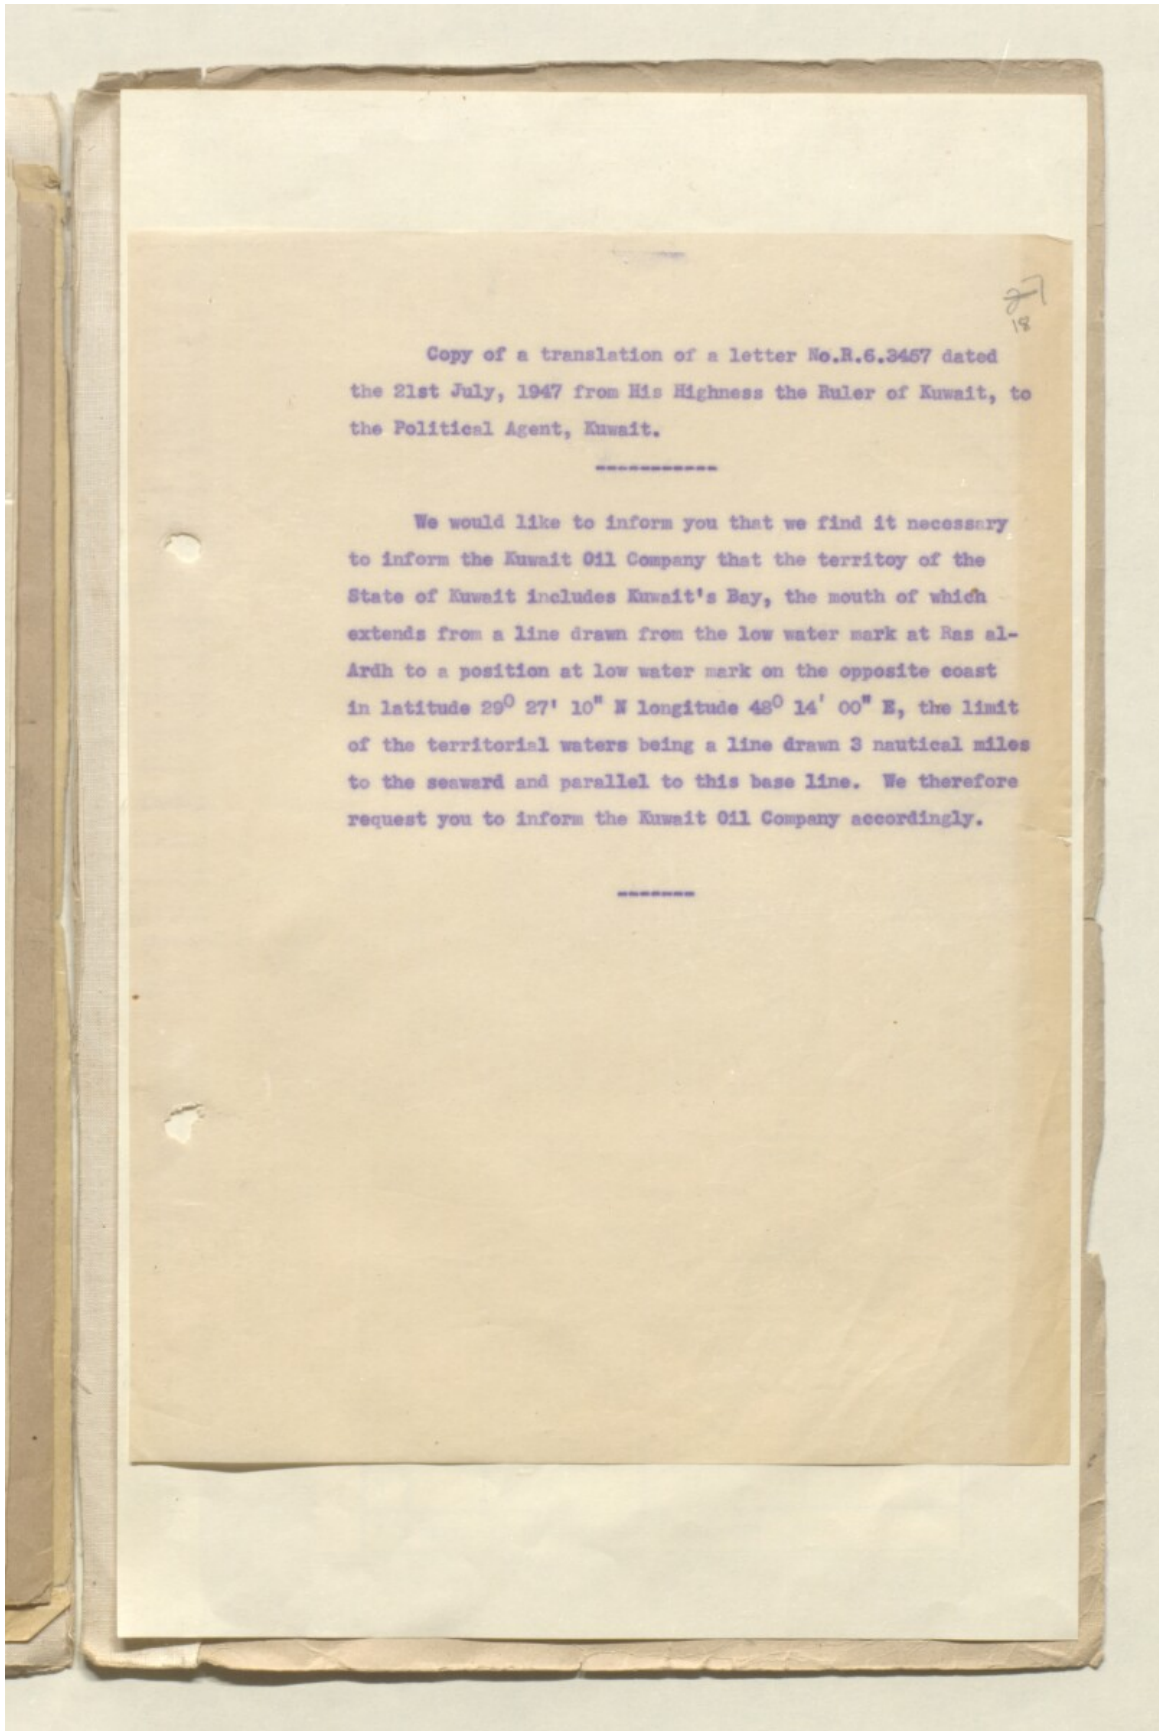 27
18
Copy of a translation of a letter No.R.6.3457 dated
the 21st July, 1947 from His Highness the Ruler of Kuwait, to
the Political Agent, Kuwait.
-----------
We would like to inform you that we find it necessary
to inform the Kuwait Oil Company that the territoy of the
State of Kuwait includes Kuwait's Bay, the mouth of which
extends from a line drawn from the low water mark at Ras al-
Ardh to a position at low water mark on the opposite coast
in latitude 29⁰ 27' 10" N longitude 48⁰ 14' 00" E, the limit
of the territorial waters being a line drawn 3 nautical miles
to the seaward and parallel to this base line. We therefore
request you to inform the Kuwait Oil Company accordingly.
-------